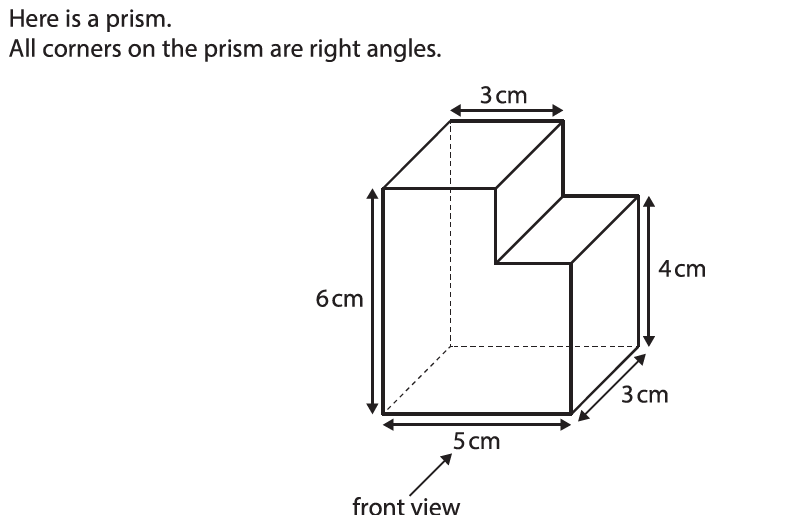 Here is a prism.
All corners on the prism are right angles.
3 cm
6 cm
4 cm
3 cm
5 cm
front view